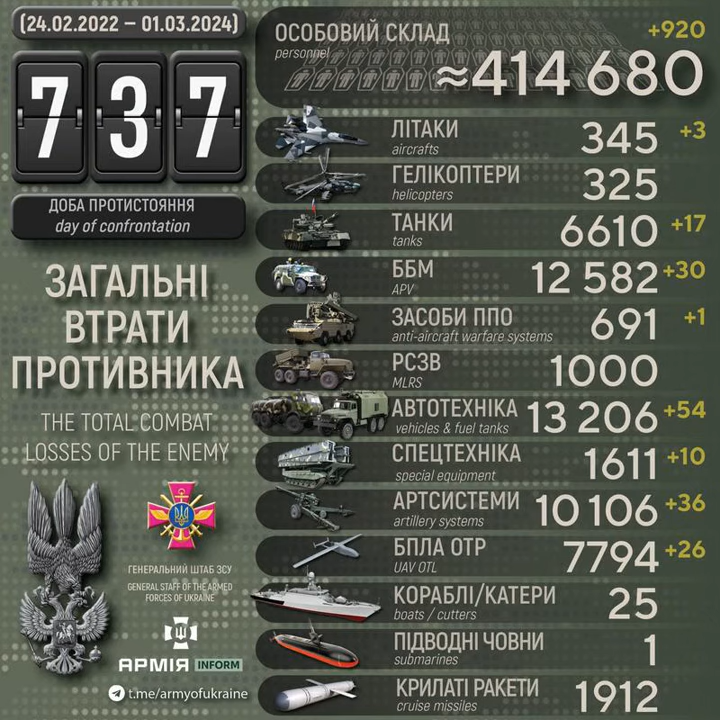 (24.02.2022 – 01.03.2024)
737
ДОБА ПРОТИСТОЯННЯ
day of confrontation
ЗАГАЛЬНІ
ВТРАТИ
ПРОТИВНИКА
THE TOTAL COMBAT
LOSSES OF THE ENEMY
ГЕНЕРАЛЬНИЙ ШТАБ ЗСУ
GENERAL STAFF OF THE ARMED
FORCES OF UKRAINE
АРМІЯ INFORM
t.me/armyofukraine
ОСОБОВИЙ СКЛАД +920
personnel
≈414 680
ЛІТАКИ 345 +3
aircrafts
ГЕЛІКОПТЕРИ 325
helicopters
ТАНКИ 6610 +17
tanks
ББМ 12 582 +30
APV
ЗАСОБИ ППО 691 +1
anti-aircraft warfare systems
РСЗВ 1000
MLRS
АВТОТЕХНІКА 13 206 +54
vehicles & fuel tanks
СПЕЦТЕХНІКА 1611 +10
special equipment
АРТСИСТЕМИ 10 106 +36
artillery systems
БПЛА ОТР 7794 +26
UAV OTL
КОРАБЛІ/КАТЕРИ 25
boats / cutters
ПІДВОДНІ ЧОВНИ 1
submarines
КРИЛАТІ РАКЕТИ 1912
cruise missiles